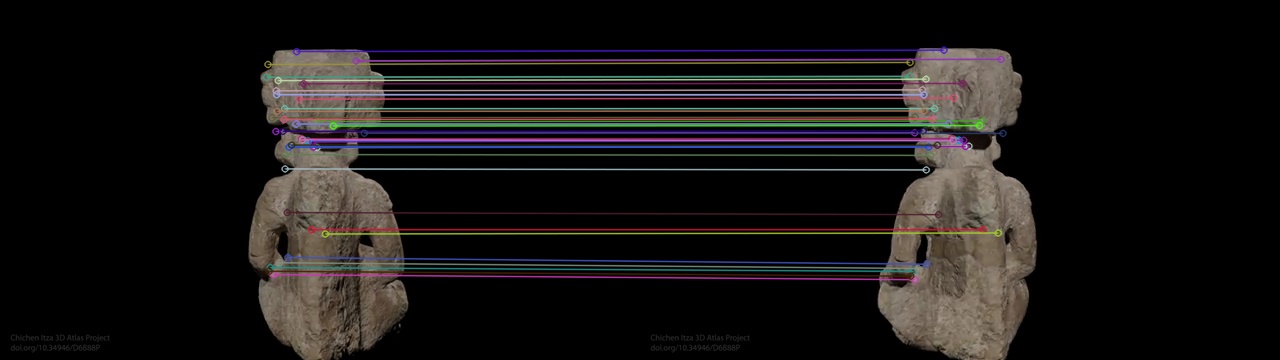 Chichen Itza 3D Atlas Project
doi.org/10.34946/D6B88P
Chichen Itza 3D Atlas Project
doi.org/10.34946/D6B88P